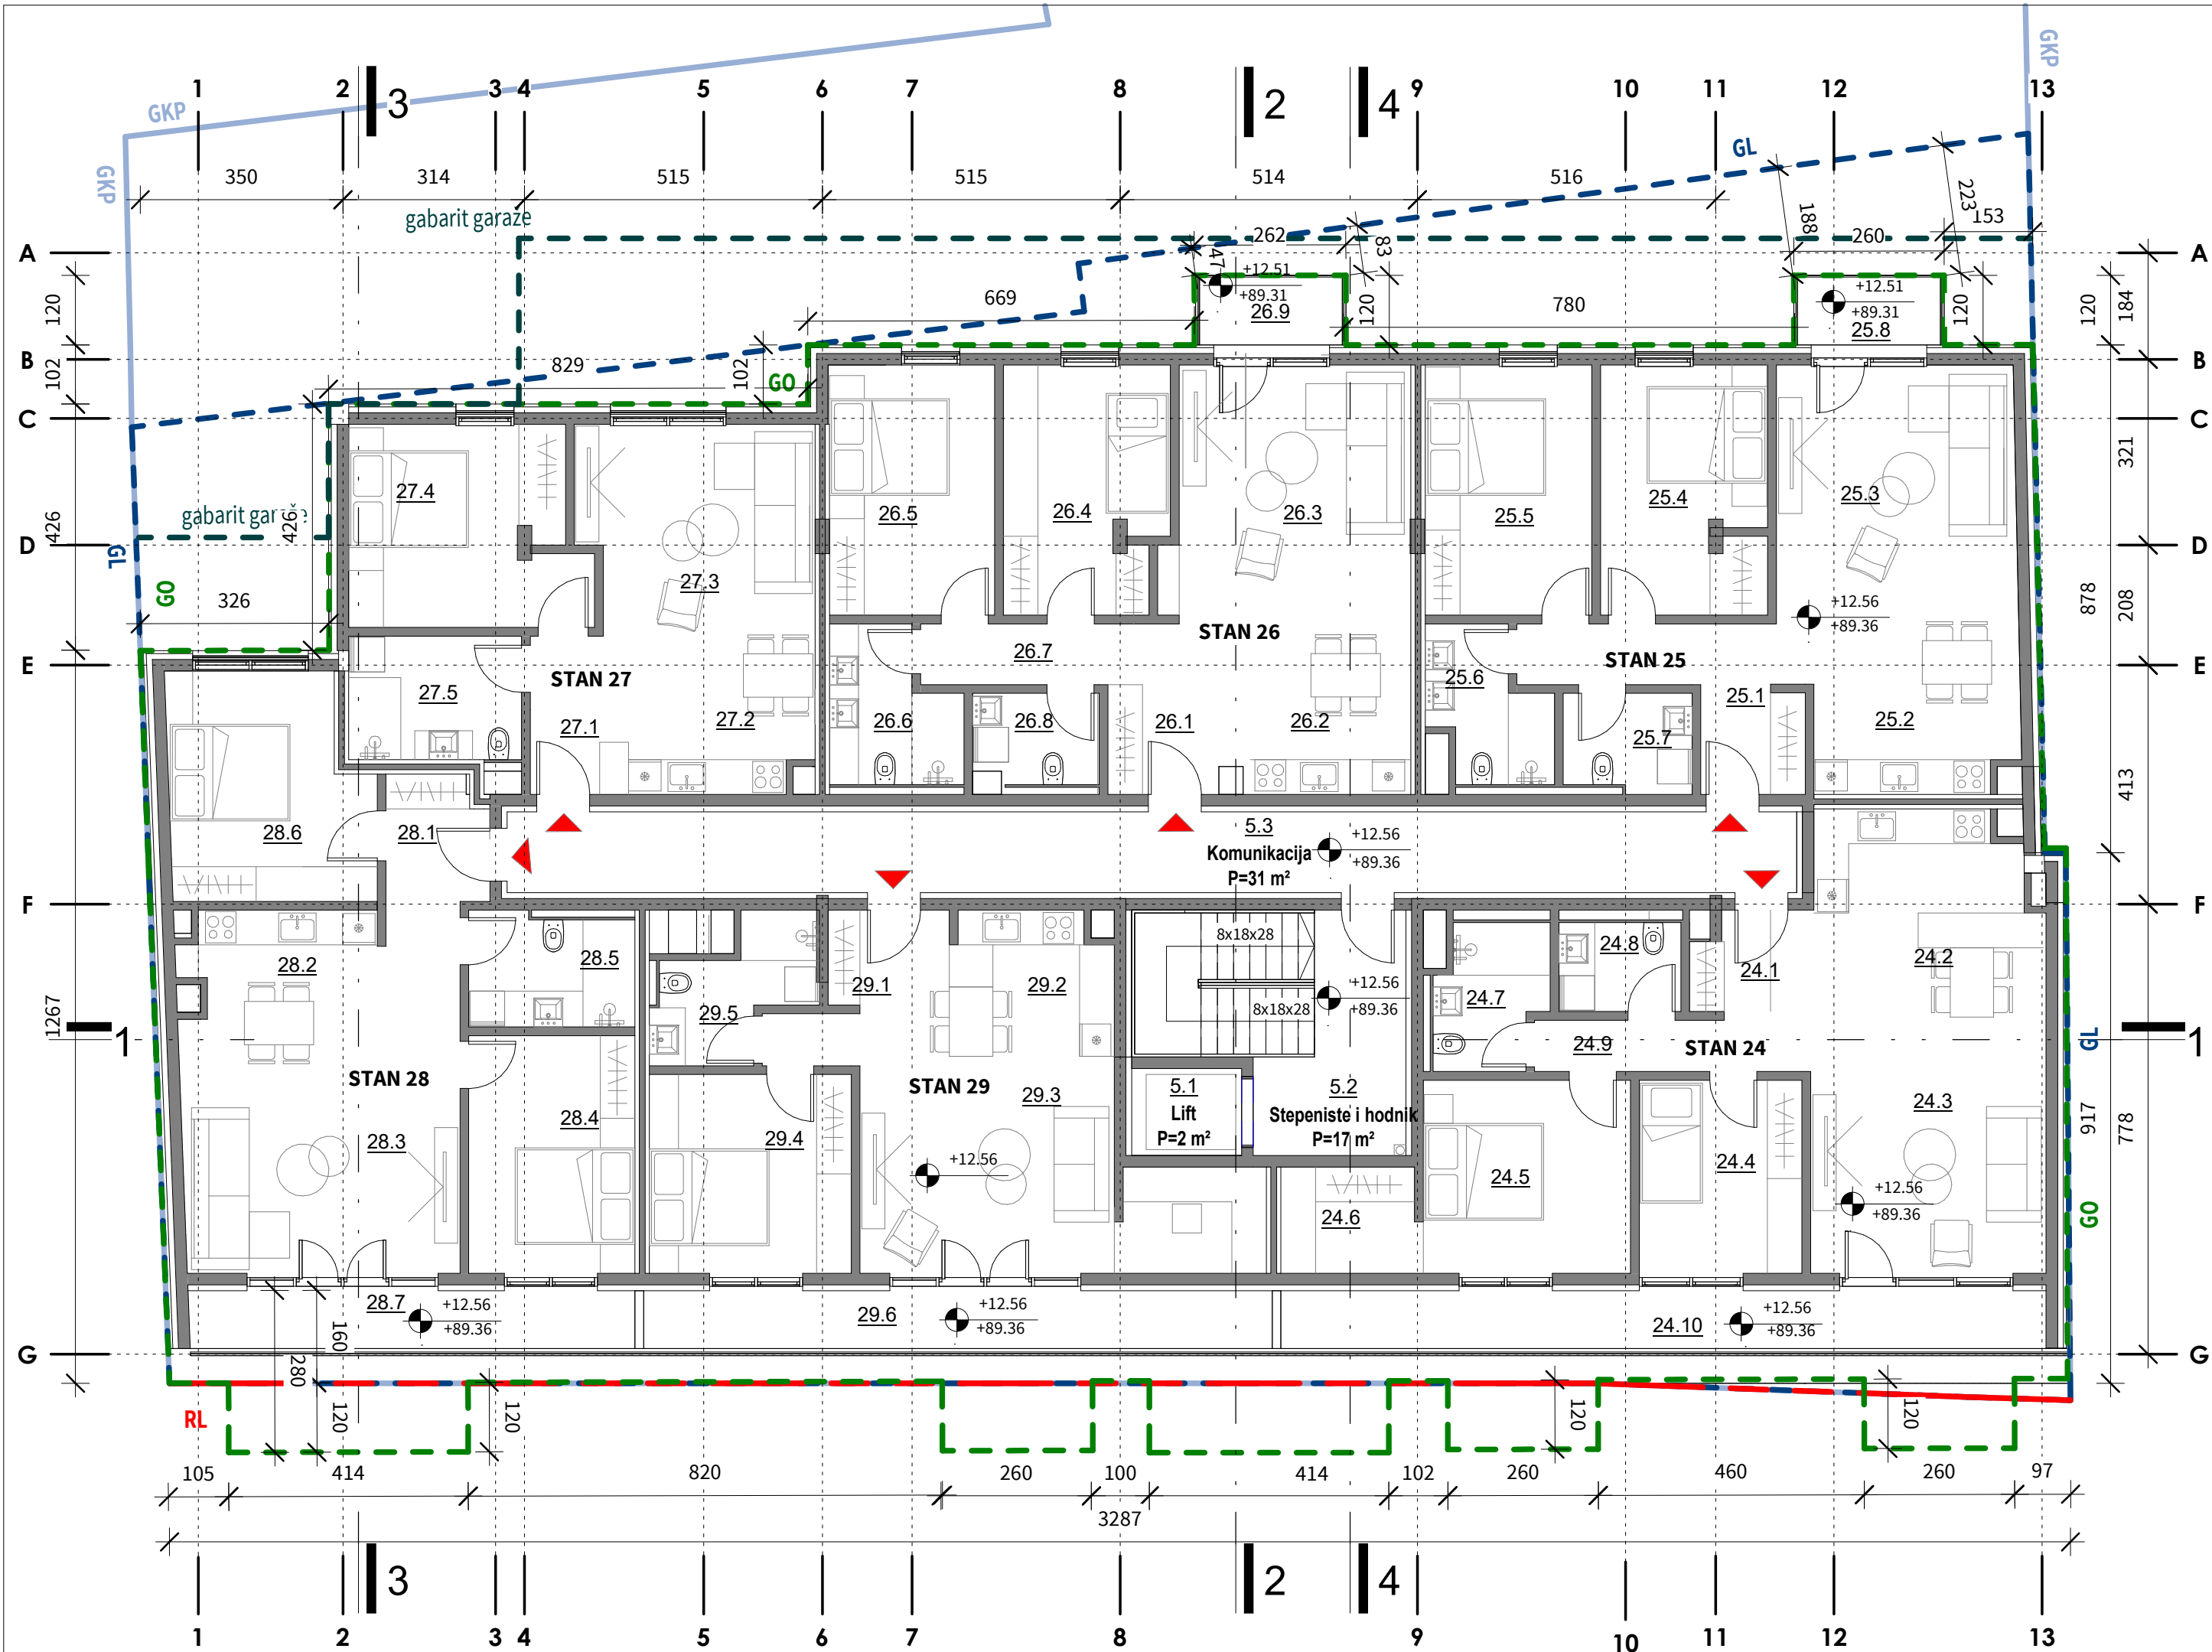 GKP
GKP
1 2 3 4 5 6 7 8 9 10 11 12 13
3 2 4
GKP
GL
350 314 515 515 514 516
gabarit garaže
223
153
188
262
83
260
A A
47
+12.51
+89.31
26.9
+12.51
+89.31
25.8
120
669
120
780
120
120
184
B B
102
829
102
GO
C C
27.4
26.5
26.4
26.3
25.5
25.4
25.3
321
426
gabarit garaže
426
D D
GL
GO
326
27.3
+12.56
+89.36
878
208
STAN 26
26.7
STAN 25
E E
STAN 27
27.5
27.1
27.2
26.6
26.8
26.1
26.2
25.6
25.7
25.1
25.2
413
28.6
28.1
5.3
Komunikacija
P=31 m²
+12.56
+89.36
F F
28.2
28.5
29.1
29.2
8x18x28
8x18x28
+12.56
+89.36
24.8
24.7
24.1
24.2
29.5
24.9
1267
1 1
GL
STAN 28
STAN 29
STAN 24
28.3
28.4
29.4
29.3
5.1
Lift
P=2 m²
5.2
Stepeniste i hodnik
P=17 m²
24.5
24.4
24.3
917
778
+12.56
24.6
+12.56
+89.36
GO
28.7
+12.56
+89.36
29.6
+12.56
+89.36
24.10
+12.56
+89.36
160
280
G G
RL
120
120
120
120
105 414 820 260 100 414 102 260 460 260 97
3287
3 2 4
1 2 3 4 5 6 7 8 9 10 11 12 13